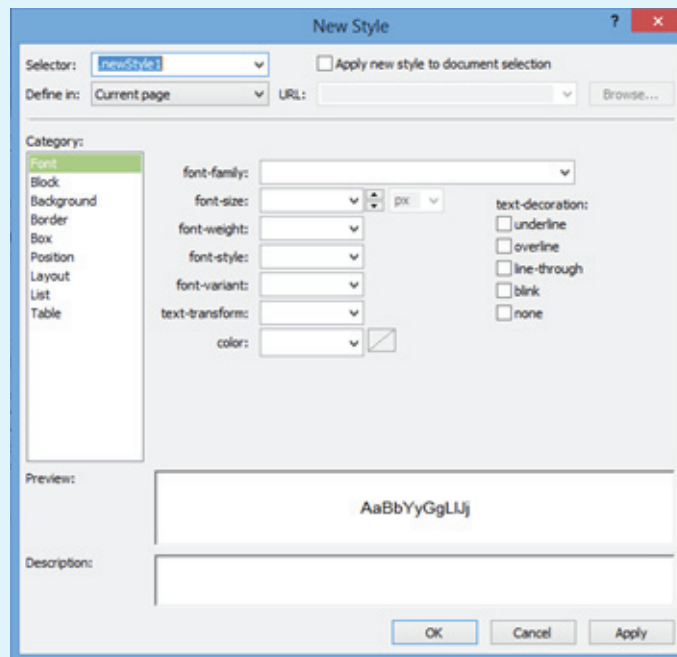 New Style
?
Selector: .newStyle1
Apply new style to document selection
Define in: Current page URL: Browse...
Category:
Font
Block
Background
Border
Box
Position
Layout
List
Table
font-family:
font-size: px
font-weight:
font-style:
font-variant:
text-transform:
color:
text-decoration:
underline
overline
line-through
blink
none
Preview:
AaBbYyGgLlJj
Description:
OK Cancel Apply